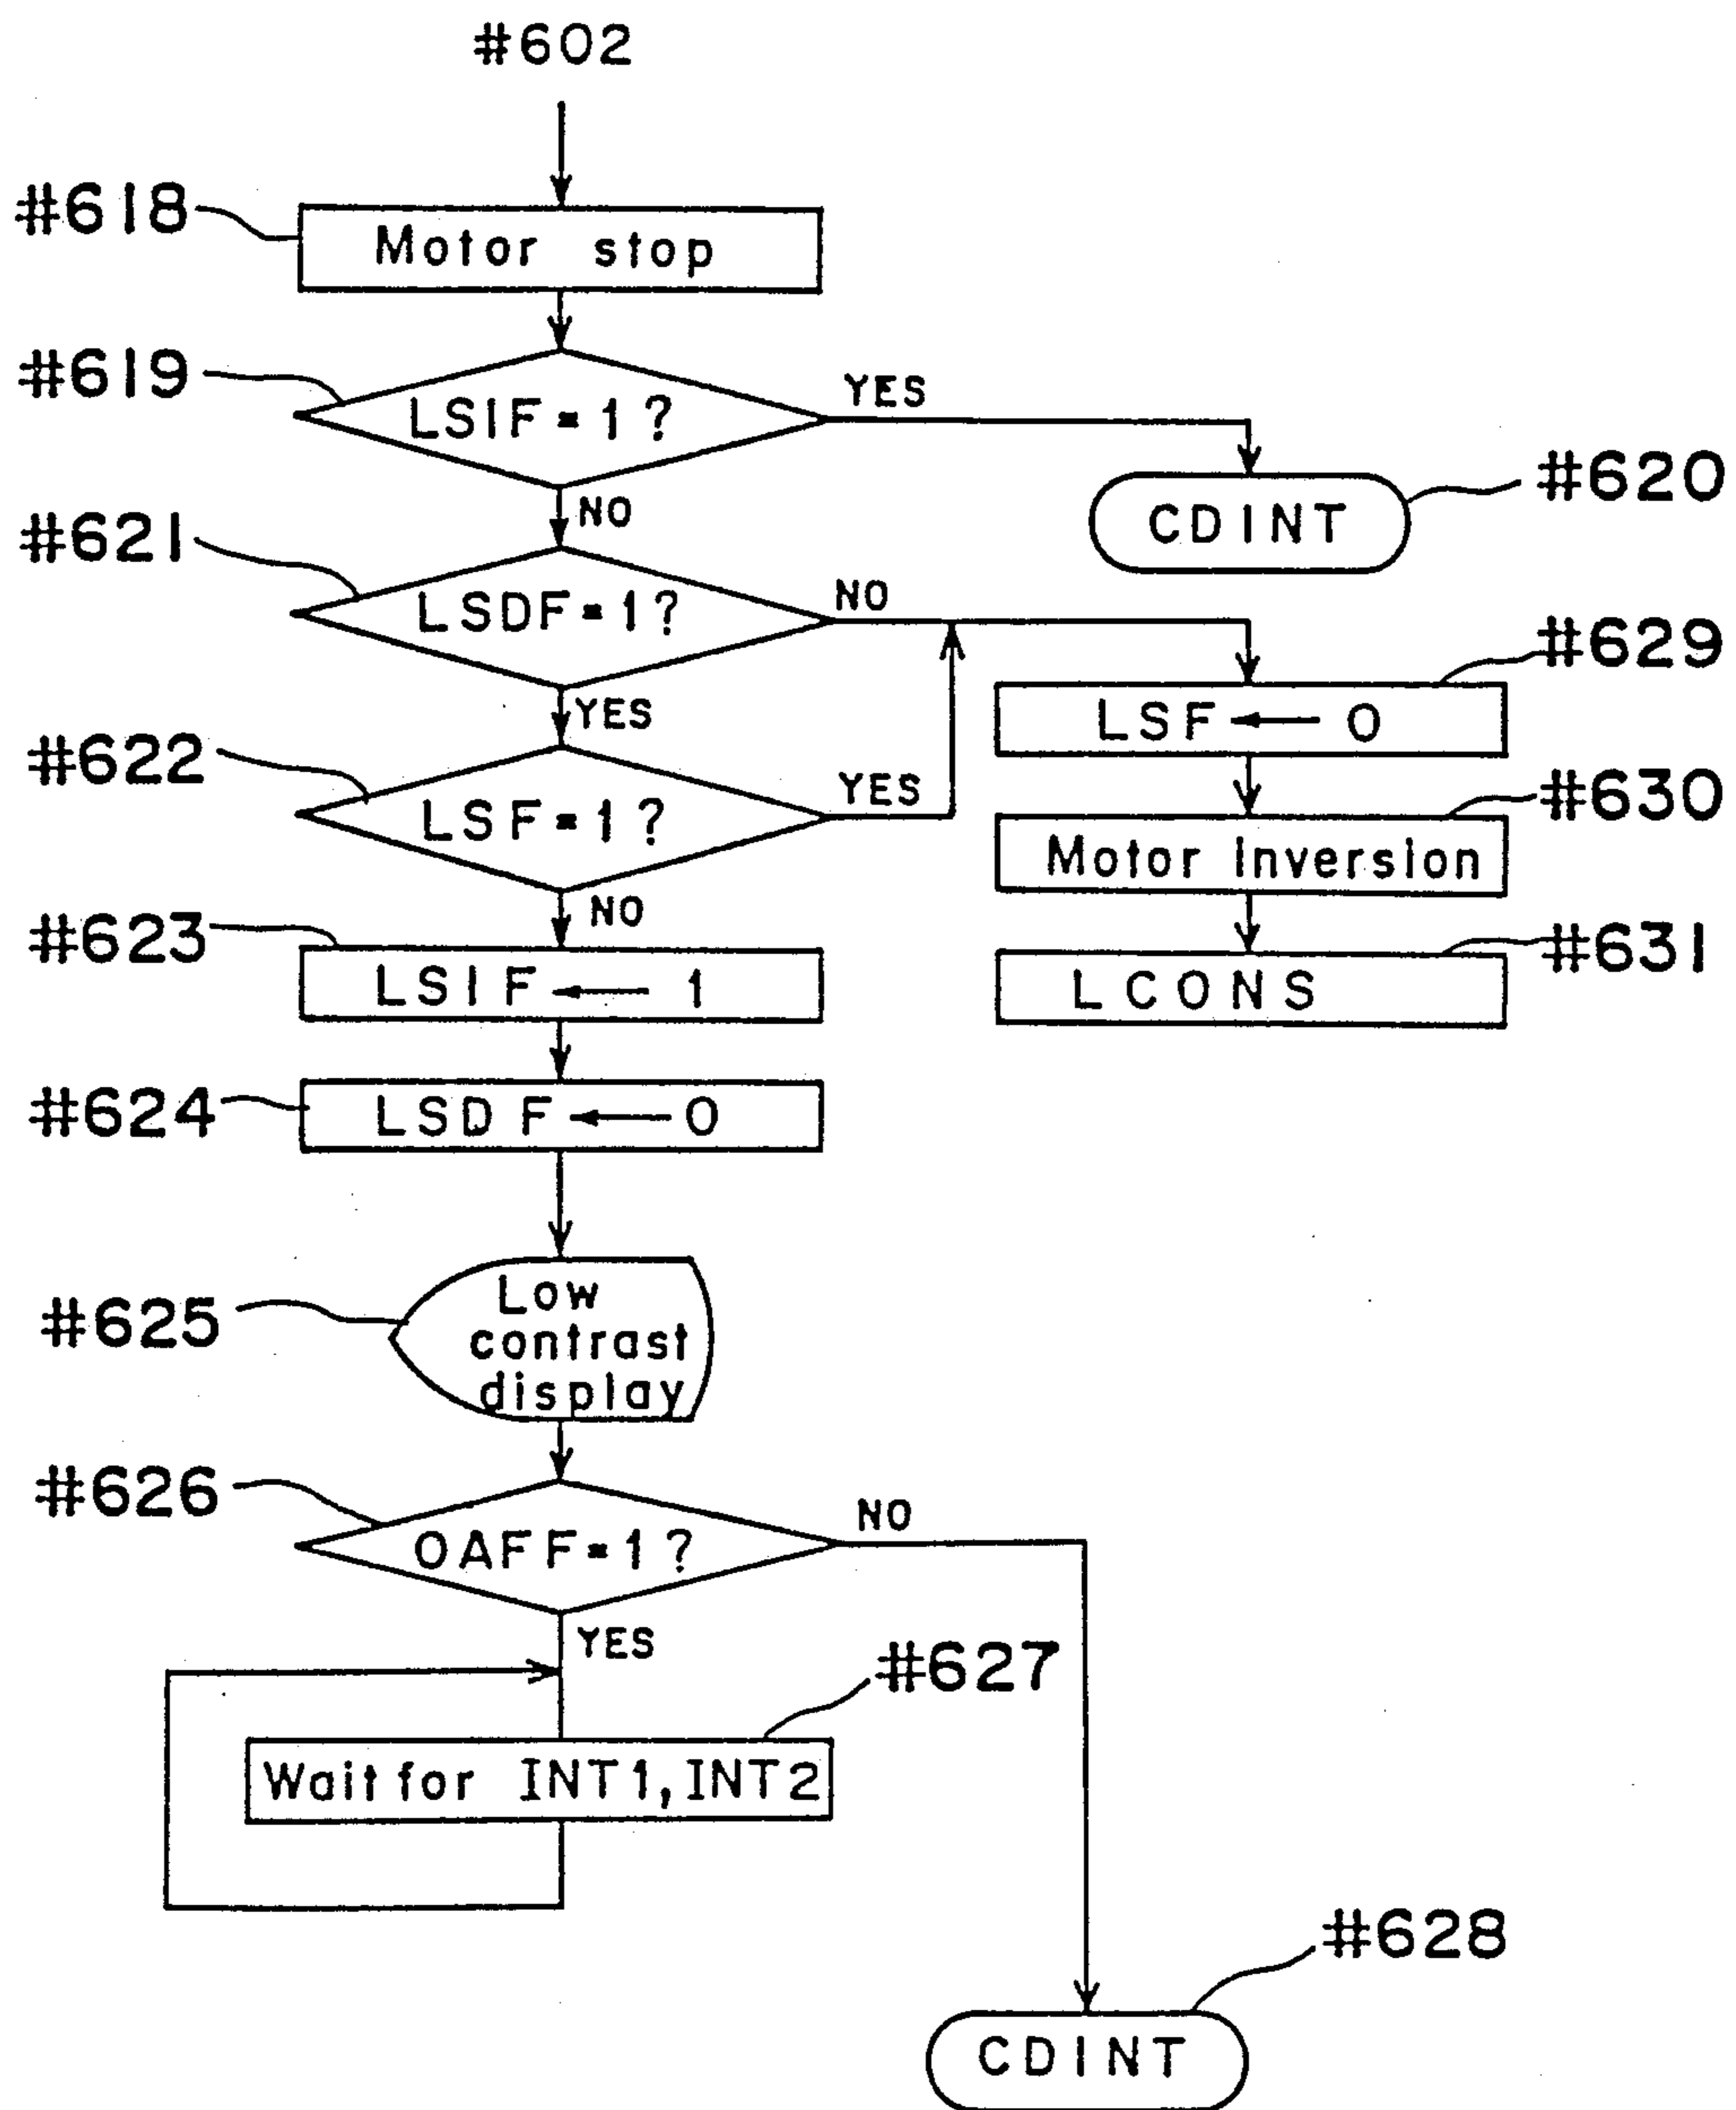 #602
#618
Motor stop
#619
LSIF=1?
YES
#620
CDINT
NO
#621
LSDF=1?
NO
#629
LSF ← 0
YES
#622
LSF=1?
YES
#630
Motor Inversion
NO
#623
LSIF ← 1
#631
LCONS
#624
LSDF ← 0
#625
Low
contrast
display
#626
OAFF=1?
NO
YES
#627
Wait for INT1, INT2
#628
CDINT